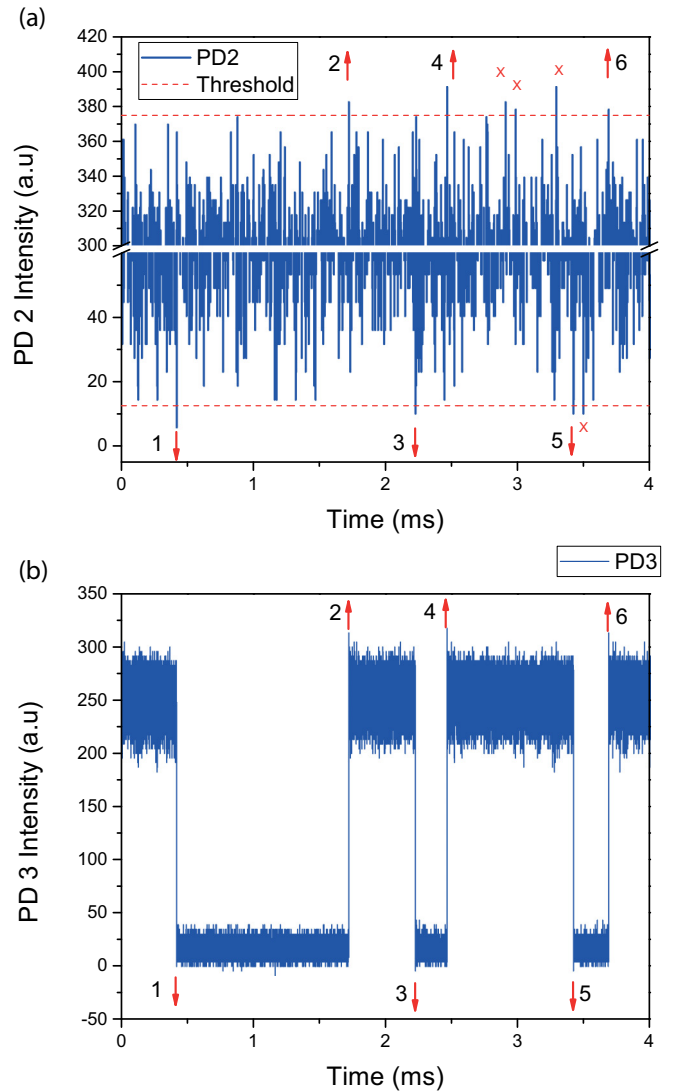 (a)
PD2
Threshold
2 4 x x x 6
420
400
380
360
340
320
300
40
20
0
PD 2 Intensity (a.u)
1 3 5 x
0 1 2 3 4
Time (ms)
(b)
PD3
2 4 6
350
300
250
200
150
100
50
0
-50
PD 3 Intensity (a.u)
1 3 5
0 1 2 3 4
Time (ms)